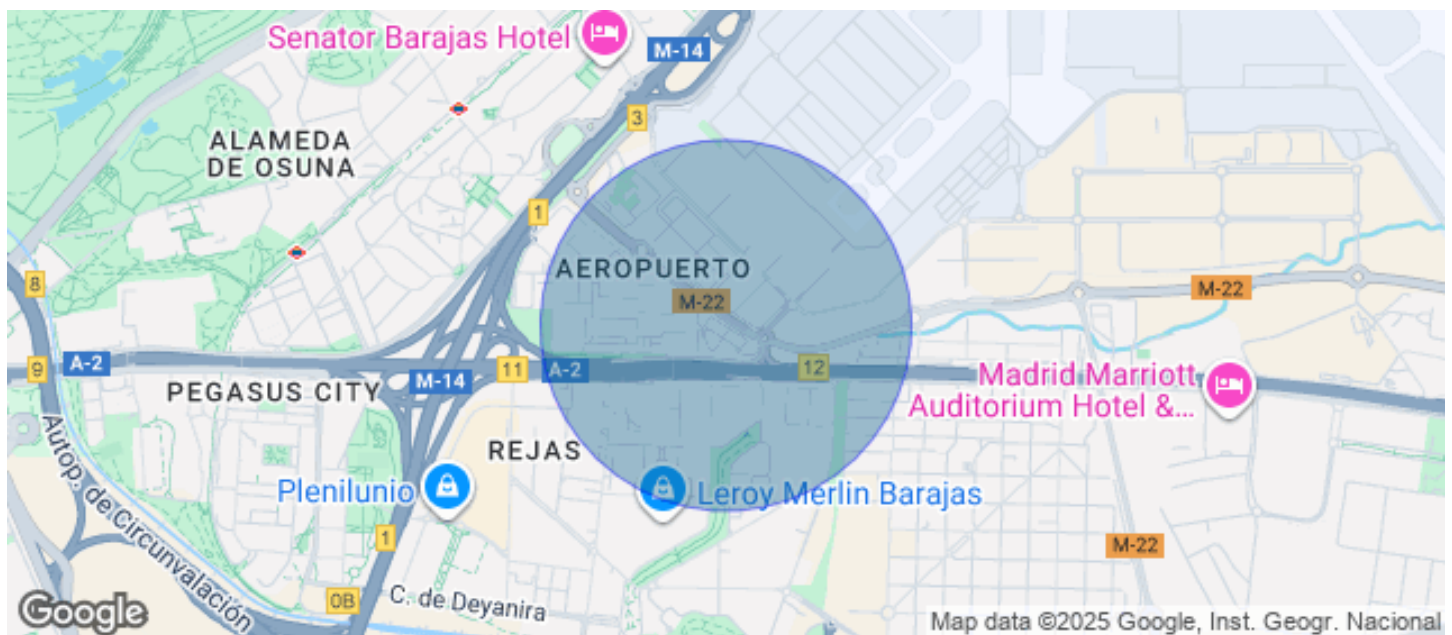 Senator Barajas Hotel
M-14
3
ALAMEDA
DE OSUNA
1
AEROPUERTO
8
M-22
M-22
9
A-2
11
A-2
12
M-14
PEGASUS CITY
Madrid Marriott
Auditorium Hotel &...
REJAS
Autop. de Circunvalación
Plenilunio
Leroy Merlin Barajas
1
M-22
0B
C. de Deyanira
Google
Map data ©2025 Google, Inst. Geogr. Nacional